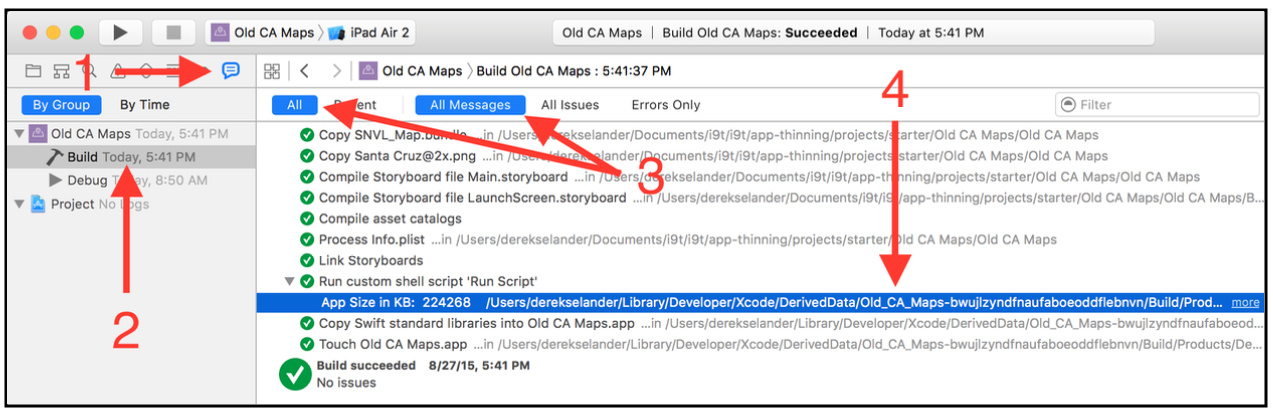 Old CA Maps 〉 iPad Air 2
Old CA Maps | Build Old CA Maps: Succeeded | Today at 5:41 PM
1
Old CA Maps 〉Build Old CA Maps : 5:41:37 PM
By Group By Time
All Recent All Messages All Issues Errors Only
Filter
4
Old CA Maps Today, 5:41 PM
Build Today, 5:41 PM
Debug Today, 8:50 AM
Project No Logs
2
Copy SNVL_Map.bundle ...in /Users/derekselander/Documents/i9t/i9t/app-thinning/projects/starter/Old CA Maps/Old CA Maps
Copy Santa Cruz@2x.png ...in /Users/derekselander/Documents/i9t/i9t/app-thinning/projects/starter/Old CA Maps/Old CA Maps
3
Compile Storyboard file Main.storyboard ...in /Users/derekselander/Documents/i9t/i9t/app-thinning/projects/starter/Old CA Maps/Old CA Maps
Compile Storyboard file LaunchScreen.storyboard ...in /Users/derekselander/Documents/i9t/i9t/app-thinning/projects/starter/Old CA Maps/Old CA Maps/B...
Compile asset catalogs
Process Info.plist ...in /Users/derekselander/Documents/i9t/i9t/app-thinning/projects/starter/Old CA Maps/Old CA Maps
Link Storyboards
Run custom shell script 'Run Script'
App Size in KB: 224268 /Users/derekselander/Library/Developer/Xcode/DerivedData/Old_CA_Maps-bwujlzyndfnaufaboeoddflebnvn/Build/Prod... more
Copy Swift standard libraries into Old CA Maps.app ...in /Users/derekselander/Library/Developer/Xcode/DerivedData/Old_CA_Maps-bwujlzyndfnaufaboeod...
Touch Old CA Maps.app ...in /Users/derekselander/Library/Developer/Xcode/DerivedData/Old_CA_Maps-bwujlzyndfnaufaboeoddflebnvn/Build/Products/De...
Build succeeded 8/27/15, 5:41 PM
No issues